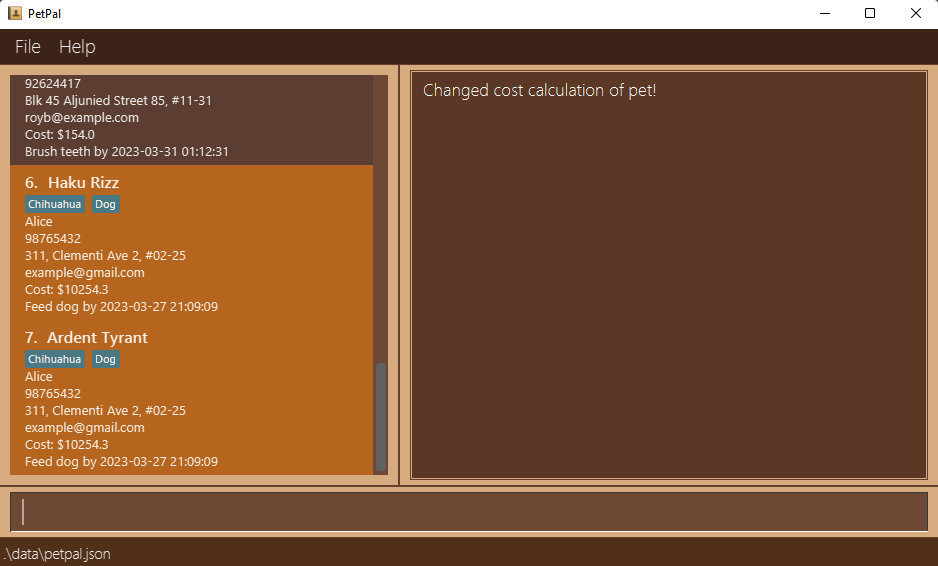 PetPal
File Help
92624417
Blk 45 Aljunied Street 85, #11-31
royb@example.com
Cost: $154.0
Brush teeth by 2023-03-31 01:12:31
6. Haku Rizz
Chihuahua Dog
Alice
98765432
311, Clementi Ave 2, #02-25
example@gmail.com
Cost: $10254.3
Feed dog by 2023-03-27 21:09:09
7. Ardent Tyrant
Chihuahua Dog
Alice
98765432
311, Clementi Ave 2, #02-25
example@gmail.com
Cost: $10254.3
Feed dog by 2023-03-27 21:09:09
Changed cost calculation of pet!
.\data\petpal.json